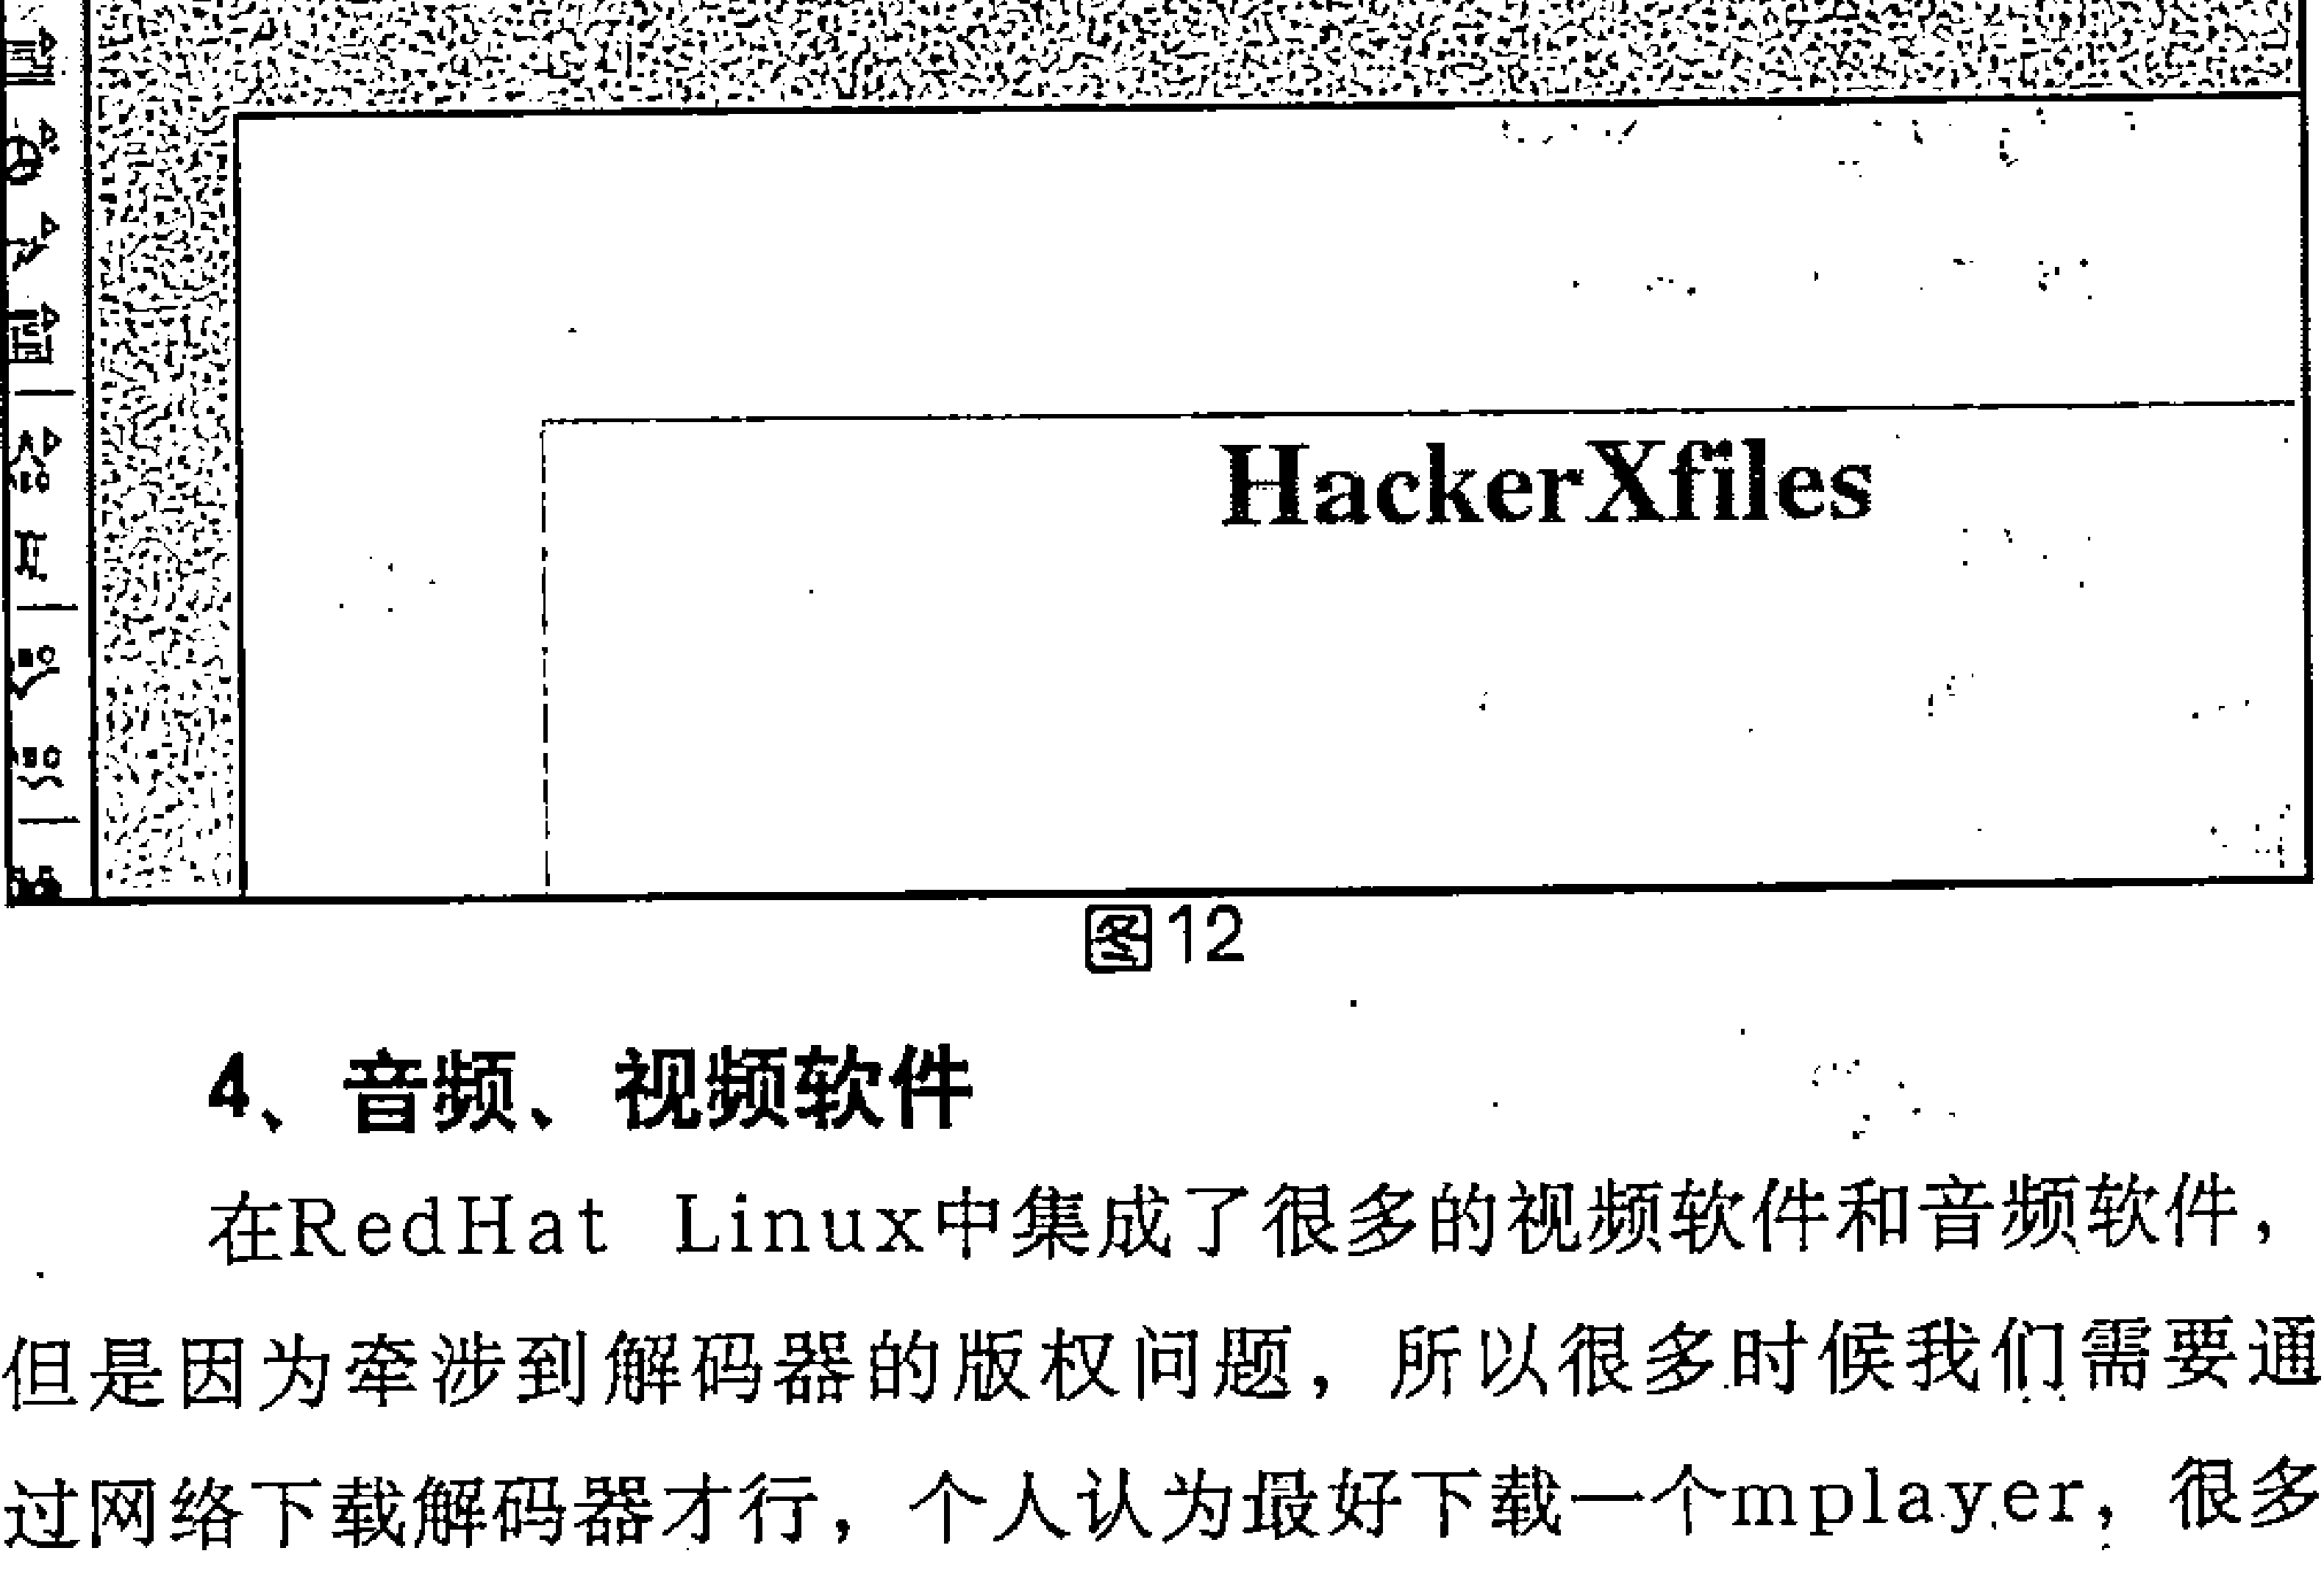 HackerXfiles
图12
4、音频、视频软件
在RedHat Linux中集成了很多的视频软件和音频软件，
但是因为牵涉到解码器的版权问题，所以很多时候我们需要通
过网络下载解码器才行，个人认为最好下载一个mplayer，很多